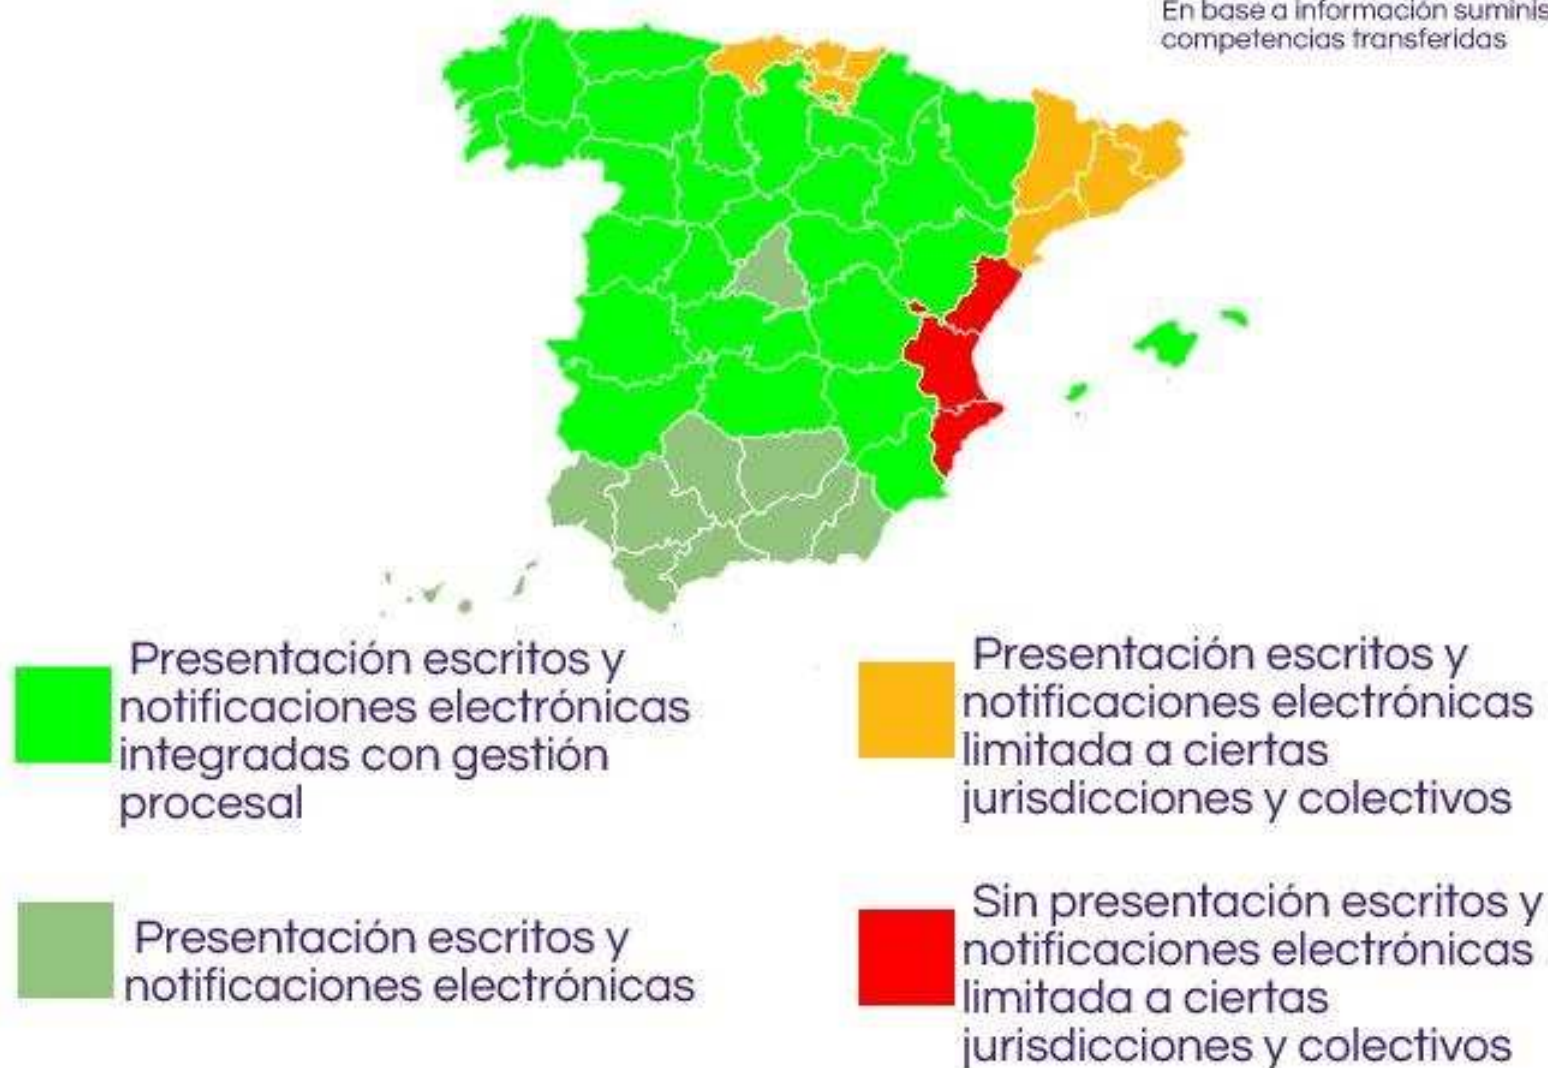 En base a información suminis
competencias transferidas
Presentación escritos y
notificaciones electrónicas
integradas con gestión
procesal
Presentación escritos y
notificaciones electrónicas
limitada a ciertas
jurisdicciones y colectivos
Presentación escritos y
notificaciones electrónicas
Sin presentación escritos y
notificaciones electrónicas
limitada a ciertas
jurisdicciones y colectivos